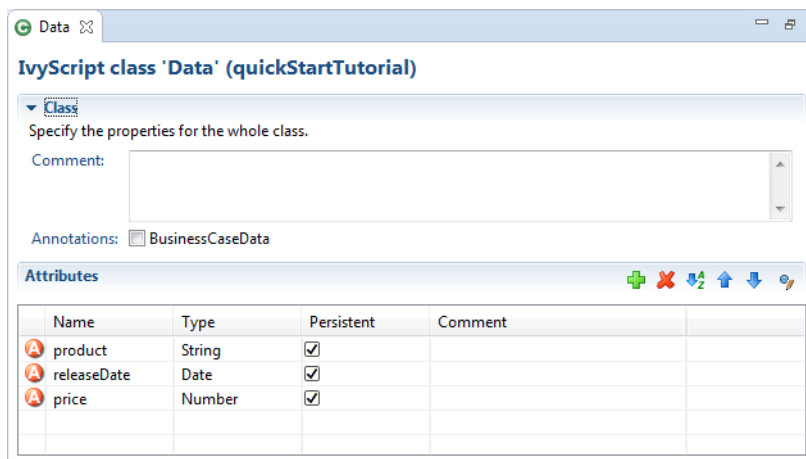 Data
IvyScript class 'Data' (quickStartTutorial)
Class
Specify the properties for the whole class.
Comment:
Annotations: BusinessCaseData
Attributes
Name Type Persistent Comment
product String
releaseDate Date
price Number